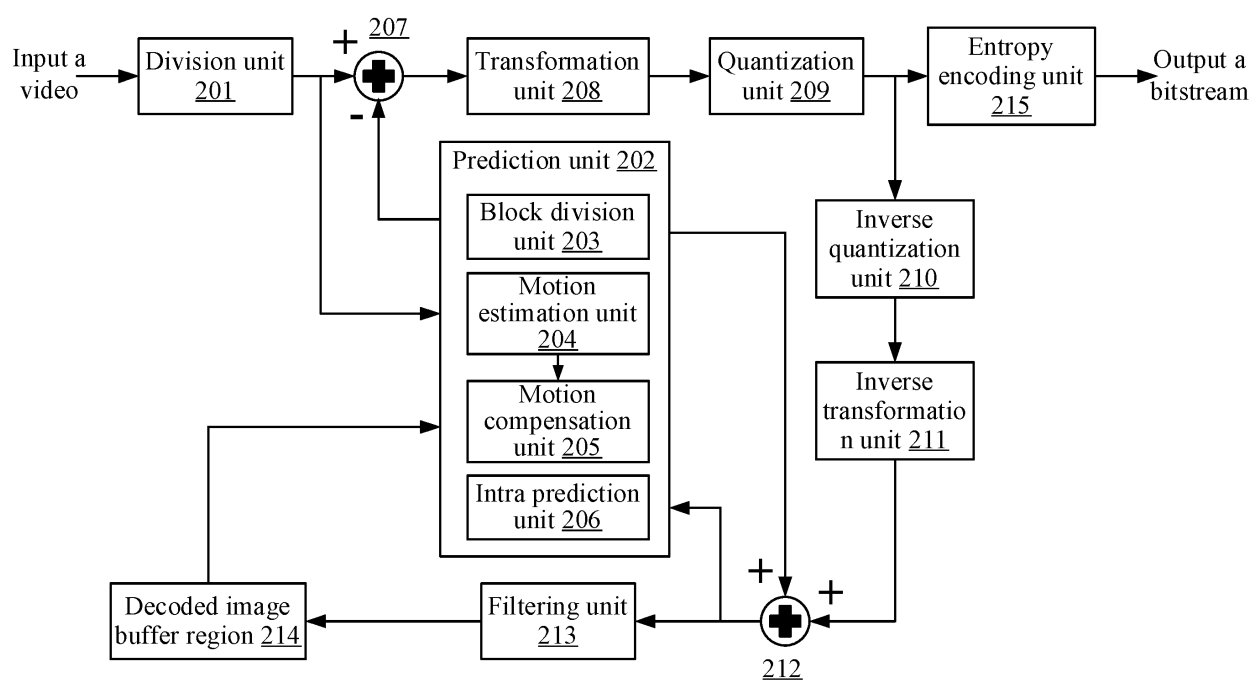 207
Input a
video
Division unit
201
+
-
Transformation
unit 208
Quantization
unit 209
Entropy
encoding unit
215
Output a
bitstream
Prediction unit 202
Block division
unit 203
Motion
estimation unit
204
Motion
compensation
unit 205
Intra prediction
unit 206
Inverse
quantization
unit 210
Inverse
transformatio
n unit 211
+
+
Decoded image
buffer region 214
Filtering unit
213
212